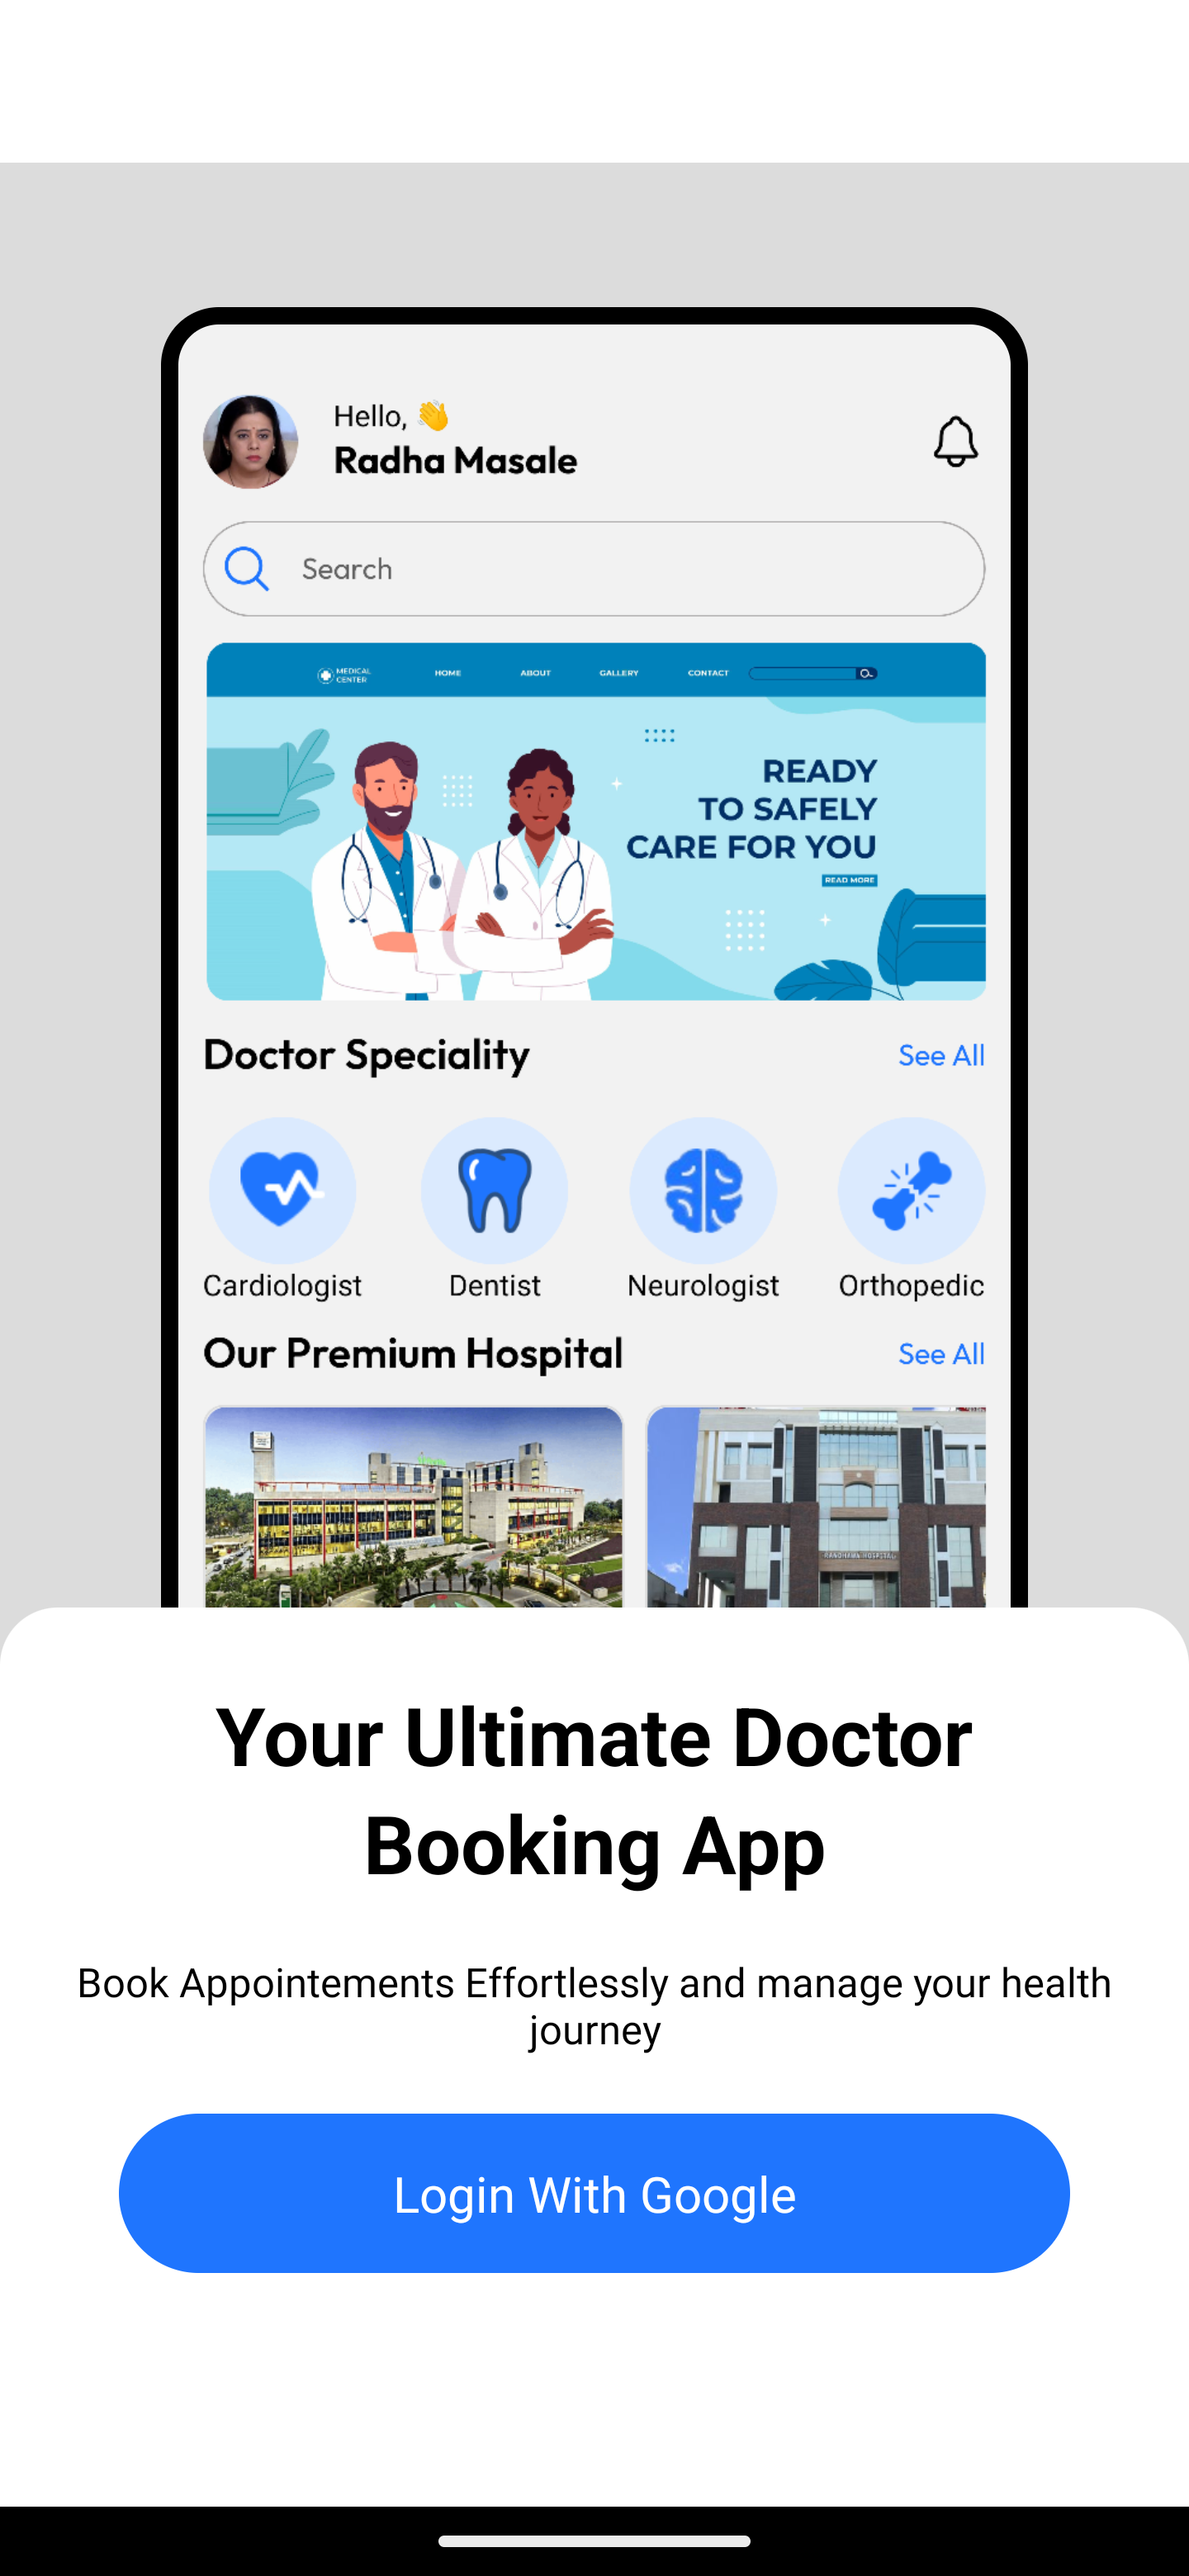 Hello, 👋
Radha Masale
Search
MEDICAL
CENTER
HOME
ABOUT
GALLERY
CONTACT
READY
TO SAFELY
CARE FOR YOU
READ MORE
Doctor Speciality
See All
Cardiologist
Dentist
Neurologist
Orthopedic
Our Premium Hospital
See All
RANDHAWA HOSPITAL
Your Ultimate Doctor
Booking App
Book Appointements Effortlessly and manage your health
journey
Login With Google